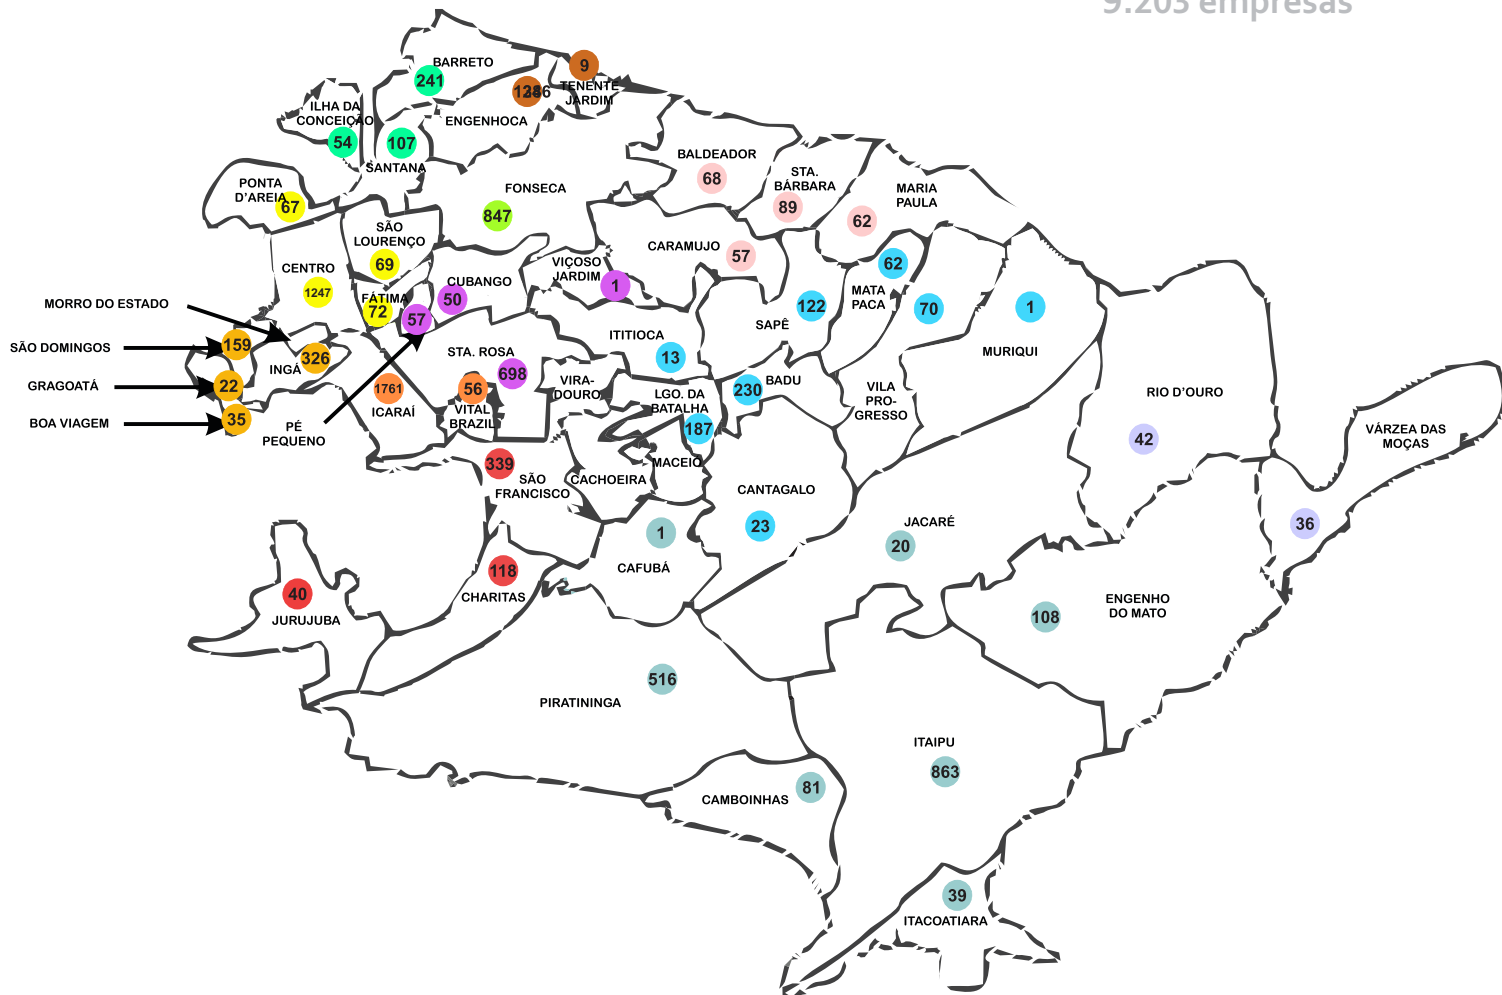 9.203 empresas
BARRETO
241
9
TENENTE
JARDIM
ENGENHOCA
ILHA DA
CONCEIÇÃO
54
107
SANTANA
PONTA
D'AREIA
67
FONSECA
847
BALDEADOR
68
STA.
BÁRBARA
89
MARIA
PAULA
62
SÃO
LOURENÇO
69
CARAMUJO
57
CENTRO
1247
FÁTIMA
72
CUBANGO
50
57
VIÇOSO
JARDIM
1
62
MATA
PACA
70
1
MURIQUI
SAPÊ
122
MORRO DO ESTADO
SÃO DOMINGOS
159
GRAGOATÁ
22
BOA VIAGEM
35
INGÁ
326
PÉ
PEQUENO
1761
ICARAÍ
STA. ROSA
698
56
VITAL
BRAZIL
VIRA-
DOURO
ITITIOCA
13
LGO. DA
BATALHA
187
230
BADU
VILA
PRO-
GRESSO
RIO D'OURO
42
VÁRZEA DAS
MOÇAS
36
339
SÃO
FRANCISCO
CACHOEIRA
MACEIO
CANTAGALO
23
JACARÉ
20
1
CAFUBÁ
118
CHARITAS
40
JURUJUBA
ENGENHO
DO MATO
108
516
PIRATININGA
ITAIPU
863
CAMBOINHAS
81
39
ITACOATIARA